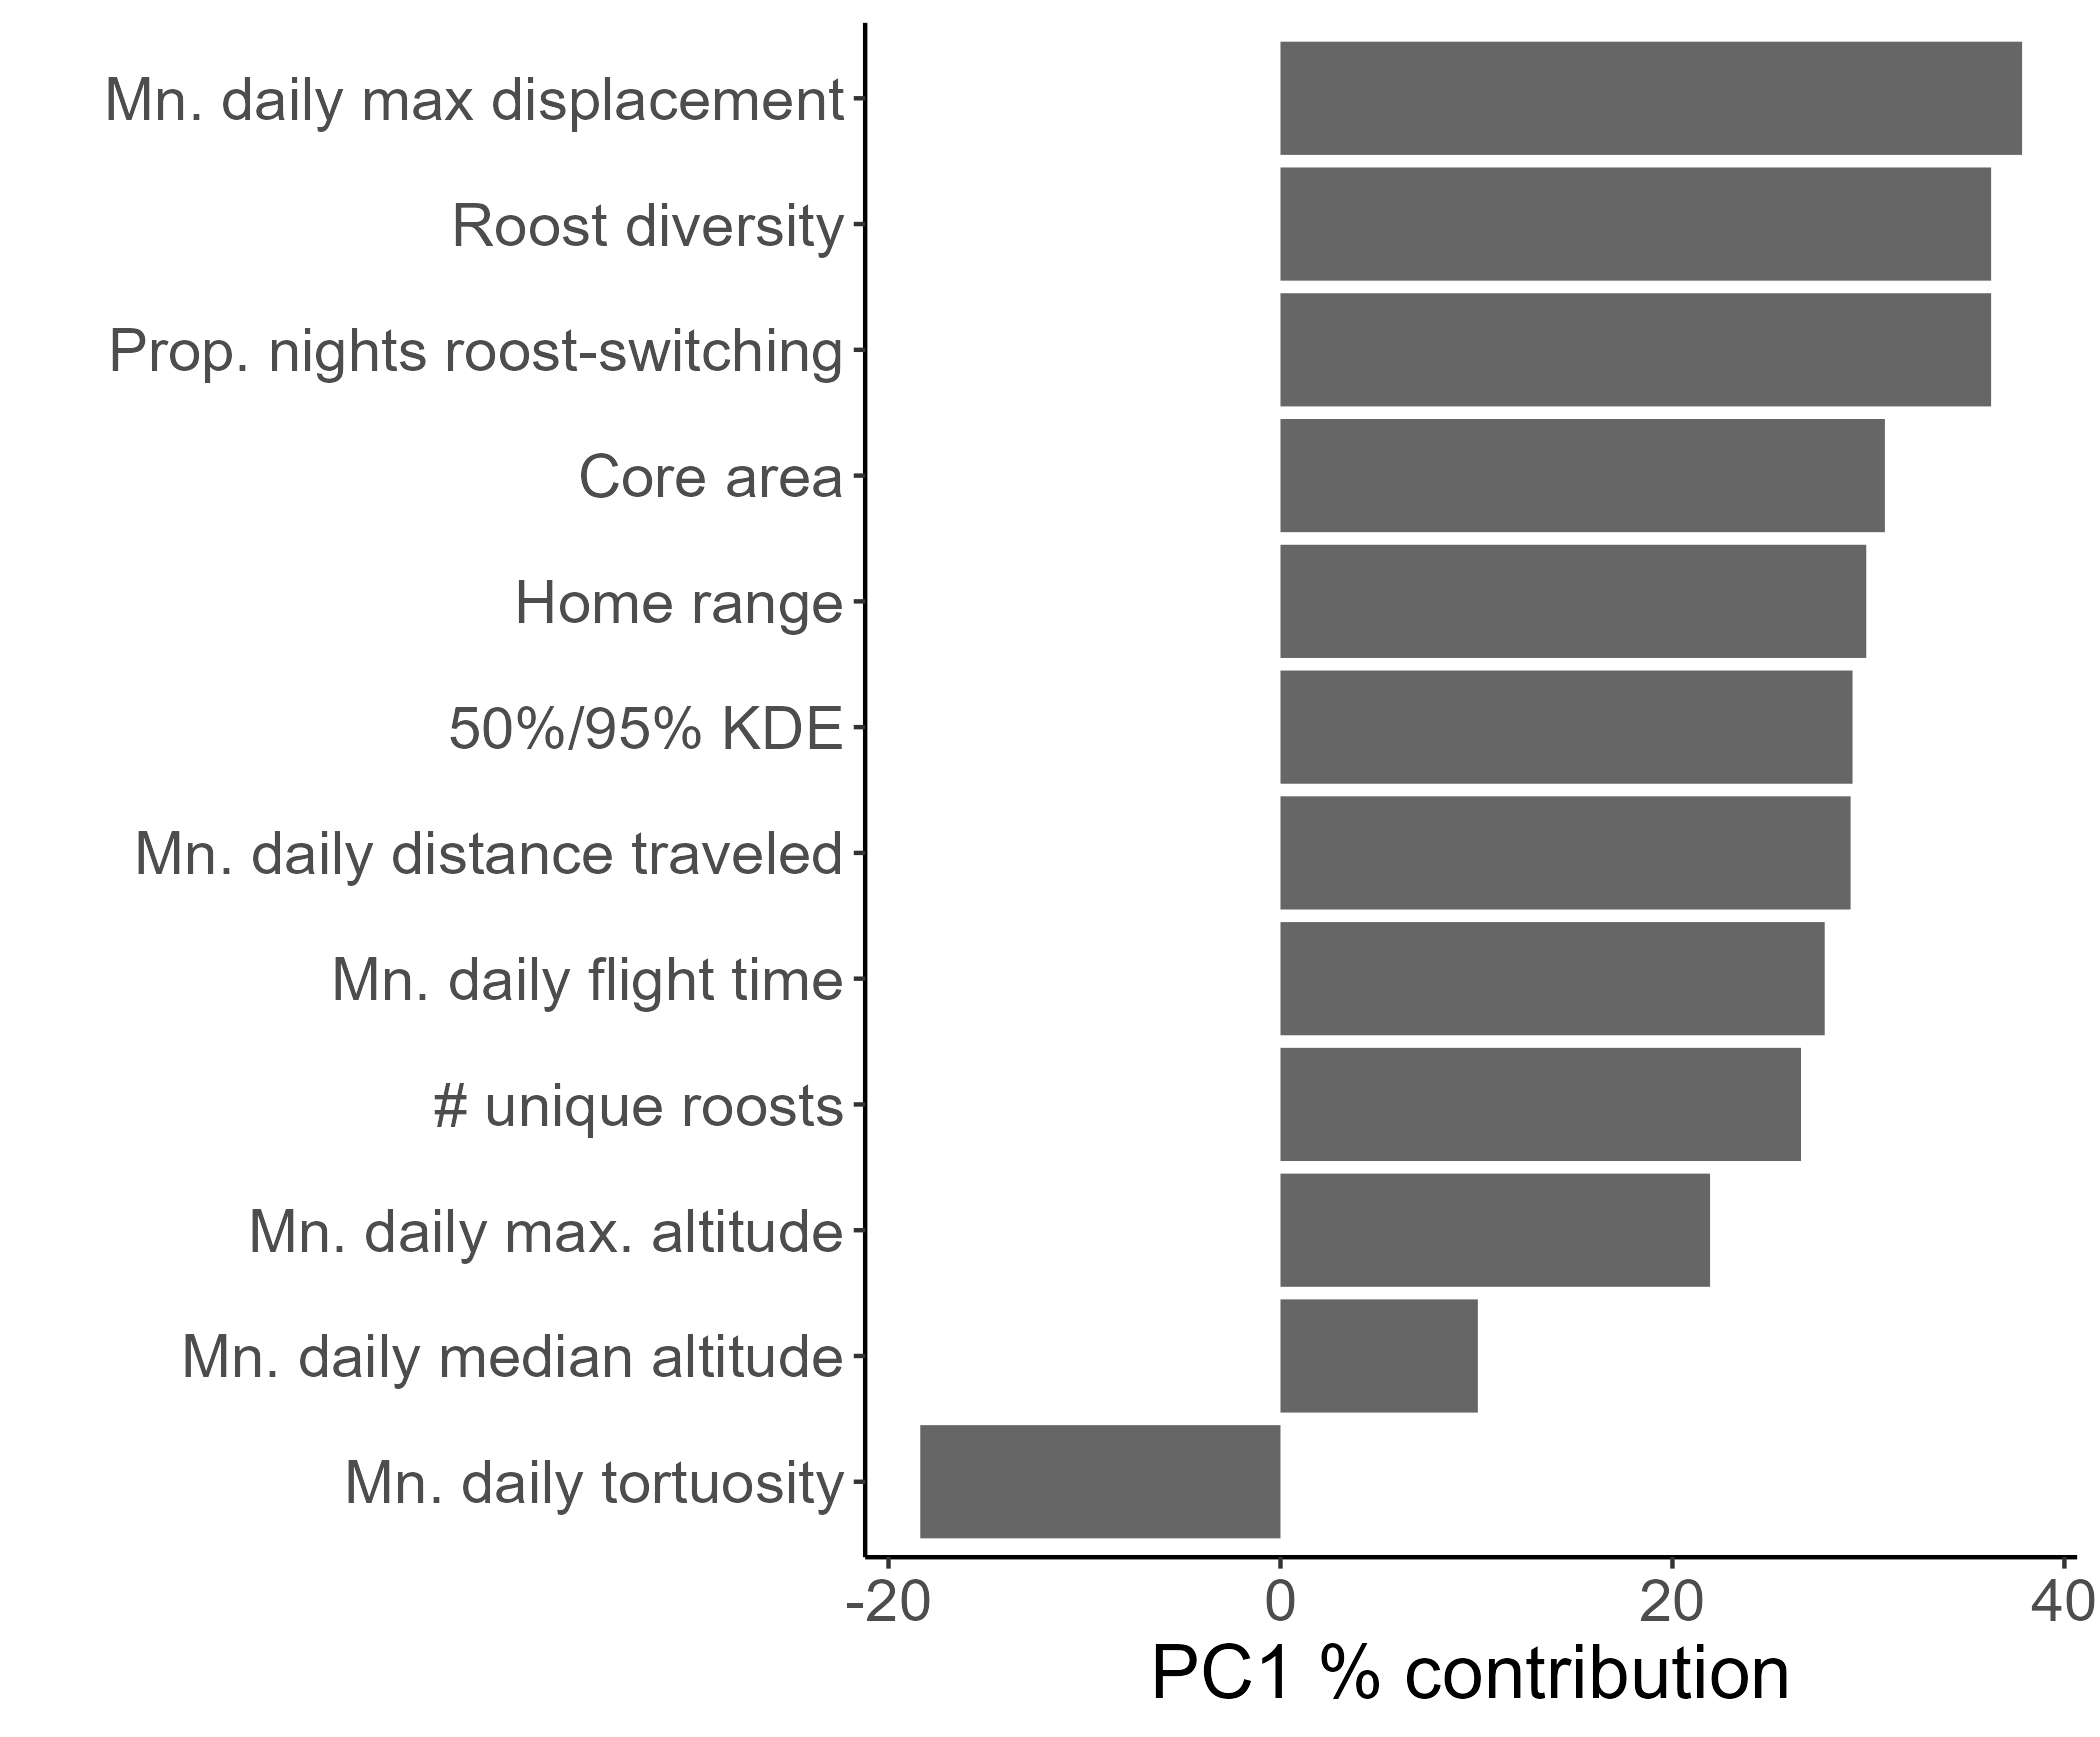 Mn. daily max displacement
Roost diversity
Prop. nights roost-switching
Core area
Home range
50%/95% KDE
Mn. daily distance traveled
Mn. daily flight time
# unique roosts
Mn. daily max. altitude
Mn. daily median altitude
Mn. daily tortuosity
-20 0 20 40
PC1 % contribution